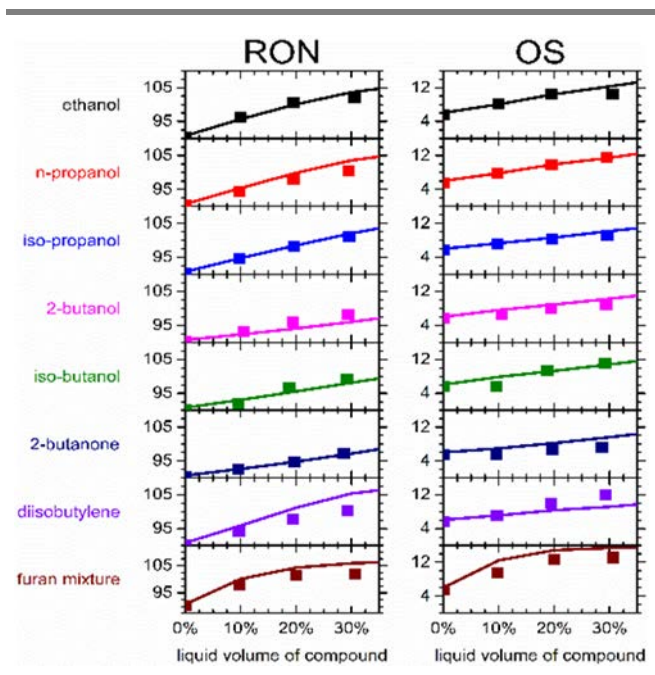 RON OS
ethanol 105 95 12 4
n-propanol 105 95 12 4
iso-propanol 105 95 12 4
2-butanol 105 95 12 4
iso-butanol 105 95 12 4
2-butanone 105 95 12 4
diisobutylene 105 95 12 4
furan mixture 105 95 12 4
0% 10% 20% 30% 0% 10% 20% 30%
liquid volume of compound liquid volume of compound